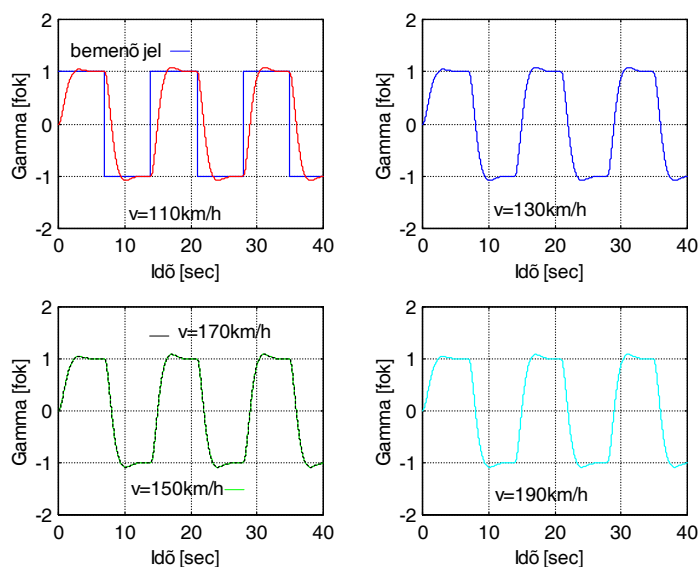 bemenõ jel
Gamma [fok]
2
1
0
-1
-2
v=110km/h
0 10 20 30 40
Idõ [sec]
Gamma [fok]
2
1
0
-1
-2
v=130km/h
0 10 20 30 40
Idõ [sec]
v=170km/h
Gamma [fok]
2
1
0
-1
-2
v=150km/h
0 10 20 30 40
Idõ [sec]
Gamma [fok]
2
1
0
-1
-2
v=190km/h
0 10 20 30 40
Idõ [sec]